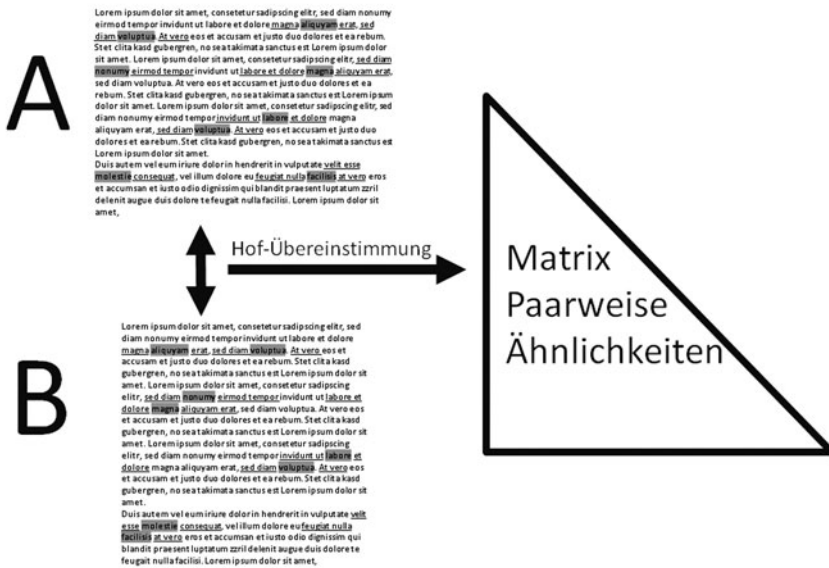 A
Lorem ipsum dolor sit amet, consetetur sadipscing elitr, sed diam nonumy
eirmod tempor invidunt ut labore et dolore magna aliquyam erat, sed
diam voluptua. At vero eos et accusam et justo duo dolores et ea rebum.
Stet clita kasd gubergren, no sea takimata sanctus est Lorem ipsum dolor
sit amet. Lorem ipsum dolor sit amet, consetetur sadipscing elitr, sed diam
nonumy eirmod tempor invidunt ut labore et dolore magna aliquyam erat,
sed diam voluptua. At vero eos et accusam et justo duo dolores et ea
rebum. Stet clita kasd gubergren, no sea takimata sanctus est Lorem ipsum
dolor sit amet. Lorem ipsum dolor sit amet, consetetur sadipscing elitr, sed
diam nonumy eirmod tempor invidunt ut labore et dolore magna
aliquyam erat, sed diam voluptua. At vero eos et accusam et justo duo
dolores et ea rebum. Stet clita kasd gubergren, no sea takimata sanctus est
Lorem ipsum dolor sit amet.
Duis autem vel eum iriure dolor in hendrerit in vulputate velit esse
molestie consequat, vel illum dolore eu feugiat nulla facilisis at vero eros
et accumsan et iusto odio dignissim qui blandit praesent luptatum zzril
delenit augue duis dolore te feugait nulla facilisi. Lorem ipsum dolor sit
amet,
Hof-Übereinstimmung
Matrix
Paarweise
Ähnlichkeiten
B
Lorem ipsum dolor sit amet, consetetur sadipscing elitr, sed
diam nonumy eirmod tempor invidunt ut labore et dolore
magna aliquyam erat, sed diam voluptua. At vero eos et
accusam et justo duo dolores et ea rebum. Stet clita kasd
gubergren, no sea takimata sanctus est Lorem ipsum dolor sit
amet. Lorem ipsum dolor sit amet, consetetur sadipscing
elitr, sed diam nonumy eirmod tempor invidunt ut labore et
dolore magna aliquyam erat, sed diam voluptua. At vero eos
et accusam et justo duo dolores et ea rebum. Stet clita kasd
gubergren, no sea takimata sanctus est Lorem ipsum dolor sit
amet. Lorem ipsum dolor sit amet, consetetur sadipscing
elitr, sed diam nonumy eirmod tempor invidunt ut labore et
dolore magna aliquyam erat, sed diam voluptua. At vero eos
et accusam et justo duo dolores et ea rebum. Stet clita kasd
gubergren, no sea takimata sanctus est Lorem ipsum dolor sit
amet.
Duis autem vel eum iriure dolor in hendrerit in vulputate velit
esse molestie consequat, vel illum dolore eu feugiat nulla
facilisis at vero eros et accumsan et iusto odio dignissim qui
blandit praesent luptatum zzril delenit augue duis dolore te
feugait nulla facilisi. Lorem ipsum dolor sit amet,